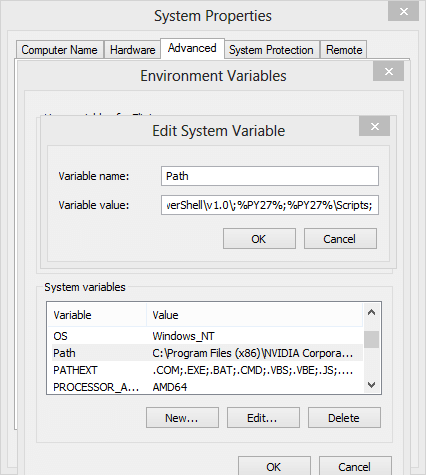 System Properties
Computer Name Hardware Advanced System Protection Remote
Environment Variables
Edit System Variable
Variable name: Path
Variable value: werShell\v1.0\;%PY27%;%PY27%\Scripts;
OK Cancel
System variables
Variable Value
OS Windows_NT
Path C:\Program Files (x86)\NVIDIA Corpora...
PATHEXT .COM;.EXE;.BAT;.CMD;.VBS;.VBE;.JS;....
PROCESSOR_A... AMD64
New... Edit... Delete
OK Cancel